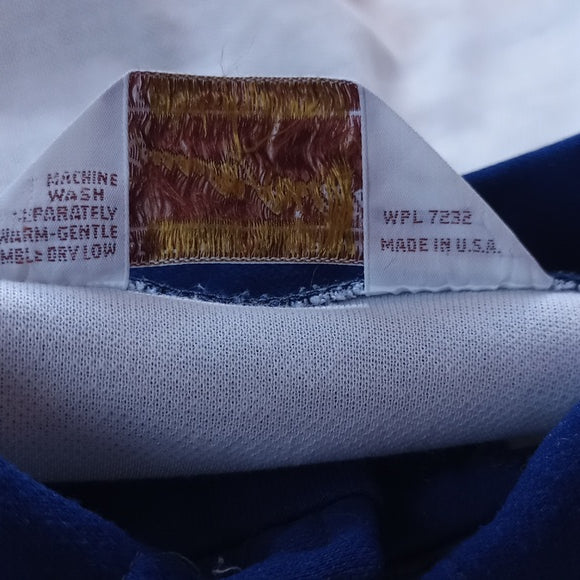 MACHINE
WASH
EPARATELY
WARM-GENTLE
MBLE DRY LOW
WPL 7232
MADE IN U.S.A.